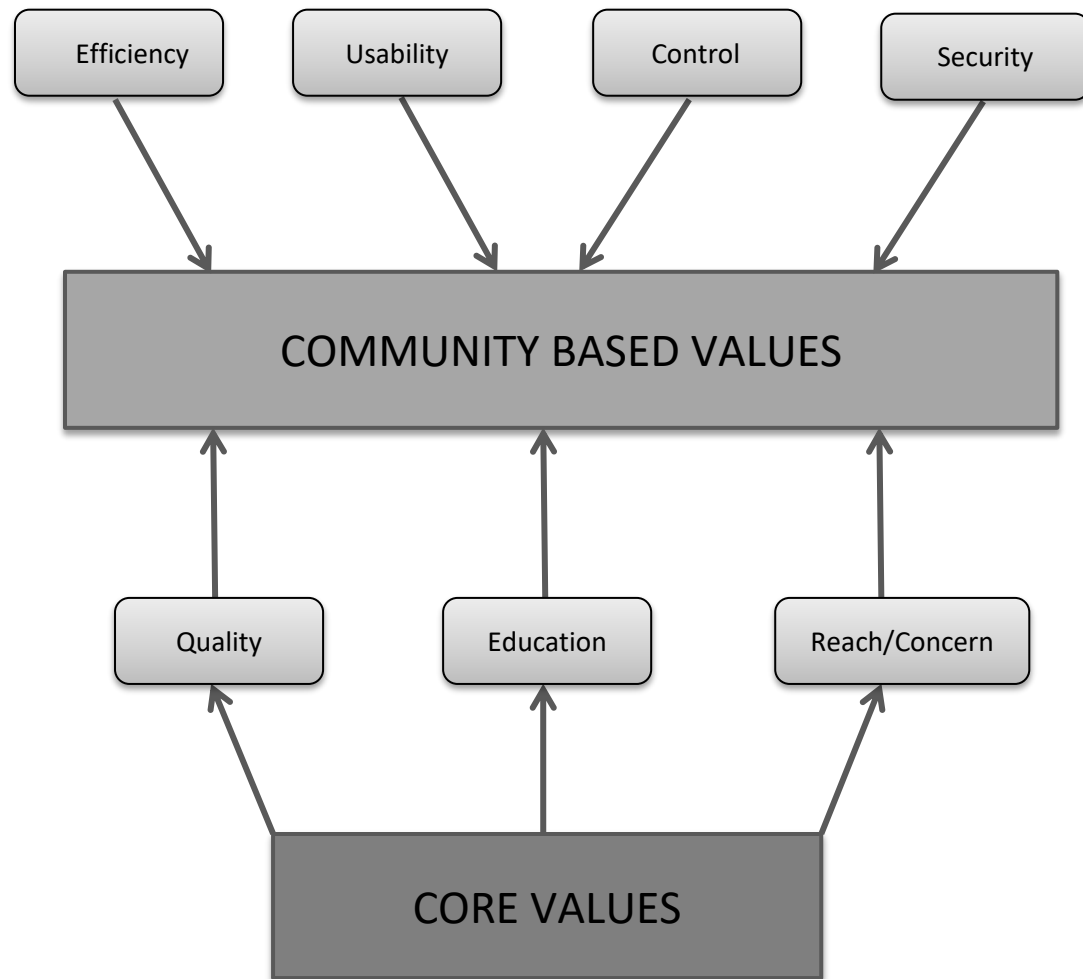 Efficiency
Usability
Control
Security
COMMUNITY BASED VALUES
Quality
Education
Reach/Concern
CORE VALUES